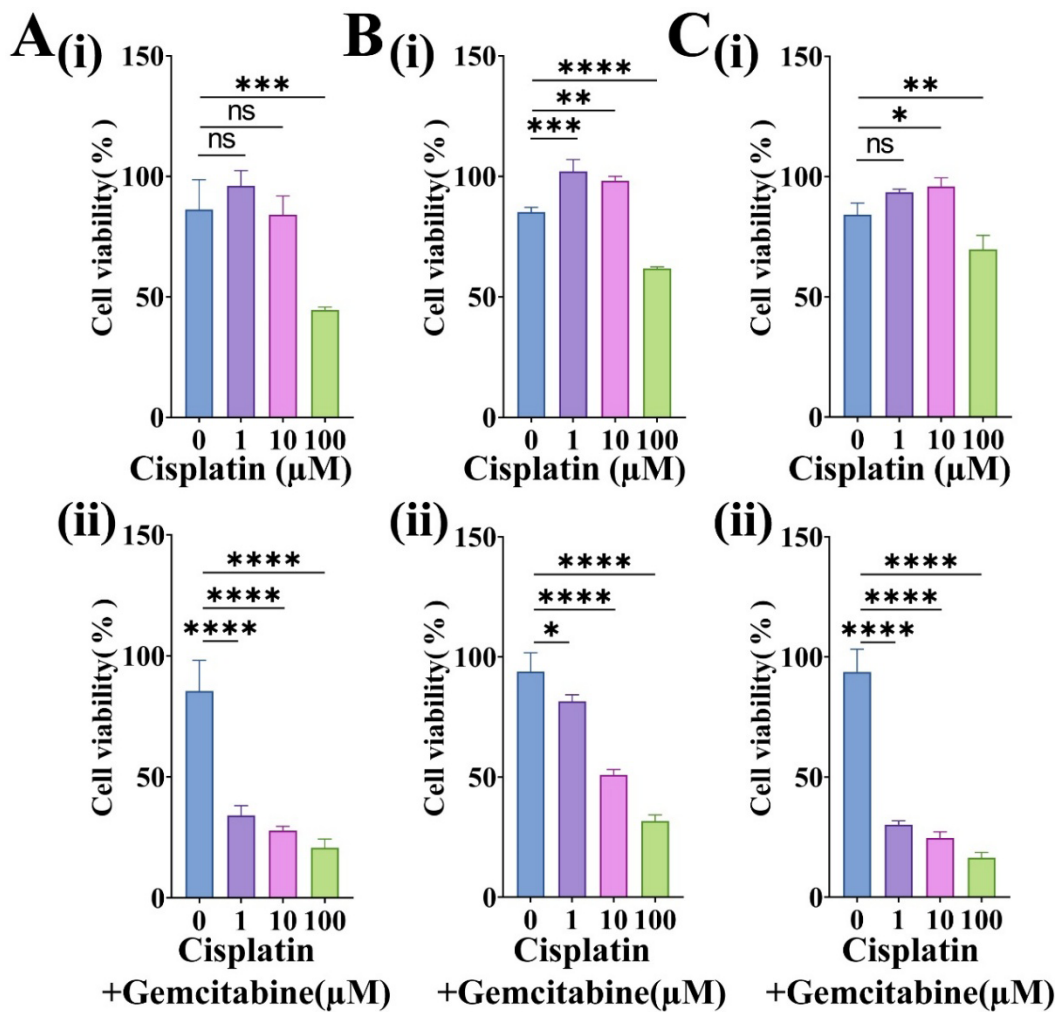 A (i)
150
100
50
0
Cell viability( % )
***
ns
ns
0 1 10 100
Cisplatin (µM)
B (i)
150
100
50
0
Cell viability( % )
****
**
***
0 1 10 100
Cisplatin (µM)
C (i)
150
100
50
0
Cell viability( % )
**
*
ns
0 1 10 100
Cisplatin (µM)
(ii)
150
100
50
0
Cell viability( % )
****
****
****
0 1 10 100
Cisplatin
+Gemcitabine(µM)
(ii)
150
100
50
0
Cell viability( % )
****
****
*
0 1 10 100
Cisplatin
+Gemcitabine(µM)
(ii)
150
100
50
0
Cell viability( % )
****
****
****
0 1 10 100
Cisplatin
+Gemcitabine(µM)